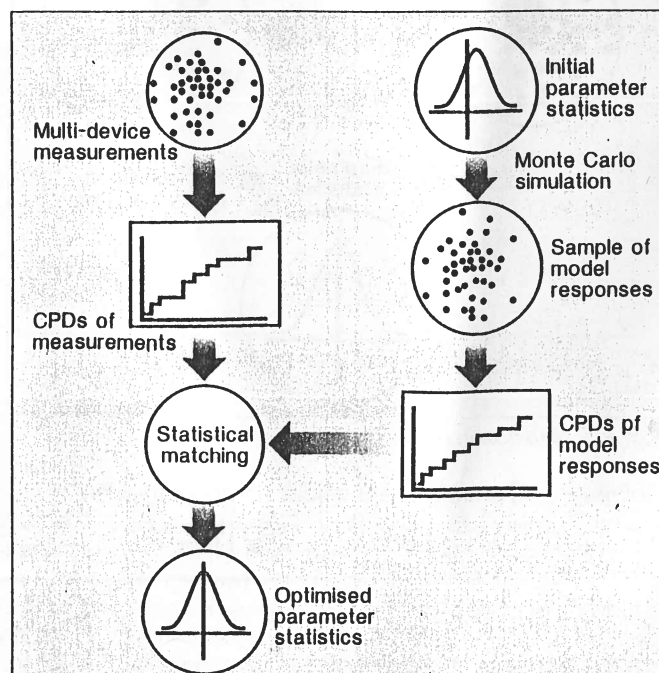 Multi-device
measurements
Initial
parameter
statistics
Monte Carlo
simulation
Sample of
model
responses
CPDs of
measurements
CPDs pf
model
responses
Statistical
matching
Optimised
parameter
statistics